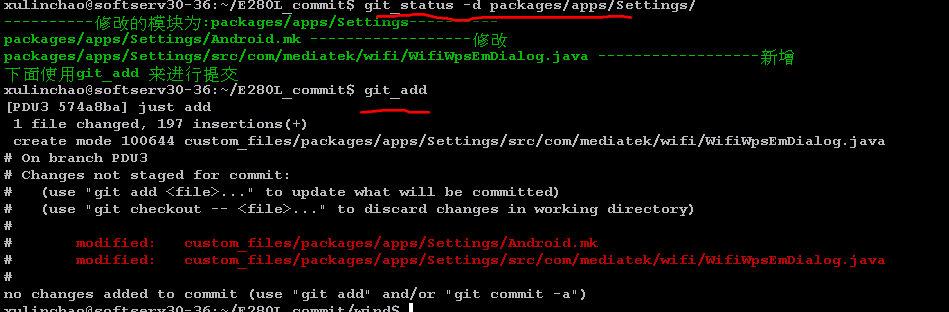 xulinchao@softserv30-36:~/E280L_commit$ git_status -d packages/apps/Settings/
-----------修改的模块为:packages/apps/Settings-----------
packages/apps/Settings/Android.mk ------------------修改
packages/apps/Settings/src/com/mediatek/wifi/WifiWpsEmDialog.java ------------------新增
下面使用git_add 来进行提交
xulinchao@softserv30-36:~/E280L_commit$ git_add
[PDU3 574a8ba] just add
 1 file changed, 197 insertions(+)
 create mode 100644 custom_files/packages/apps/Settings/src/com/mediatek/wifi/WifiWpsEmDialog.java
# On branch PDU3
# Changes not staged for commit:
#   (use "git add <file>..." to update what will be committed)
#   (use "git checkout -- <file>..." to discard changes in working directory)
#
#       modified:   custom_files/packages/apps/Settings/Android.mk
#       modified:   custom_files/packages/apps/Settings/src/com/mediatek/wifi/WifiWpsEmDialog.java
#
no changes added to commit (use "git add" and/or "git commit -a")
xulinchao@softserv30-36:~/E280L_commit/wind$